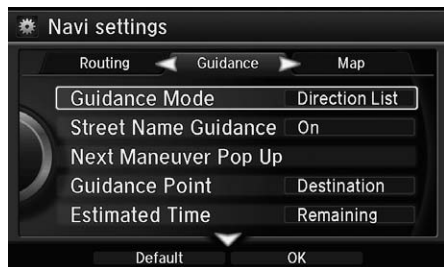 Navi settings
Routing Guidance Map
Guidance Mode Direction List
Street Name Guidance On
Next Maneuver Pop Up
Guidance Point Destination
Estimated Time Remaining
Default OK